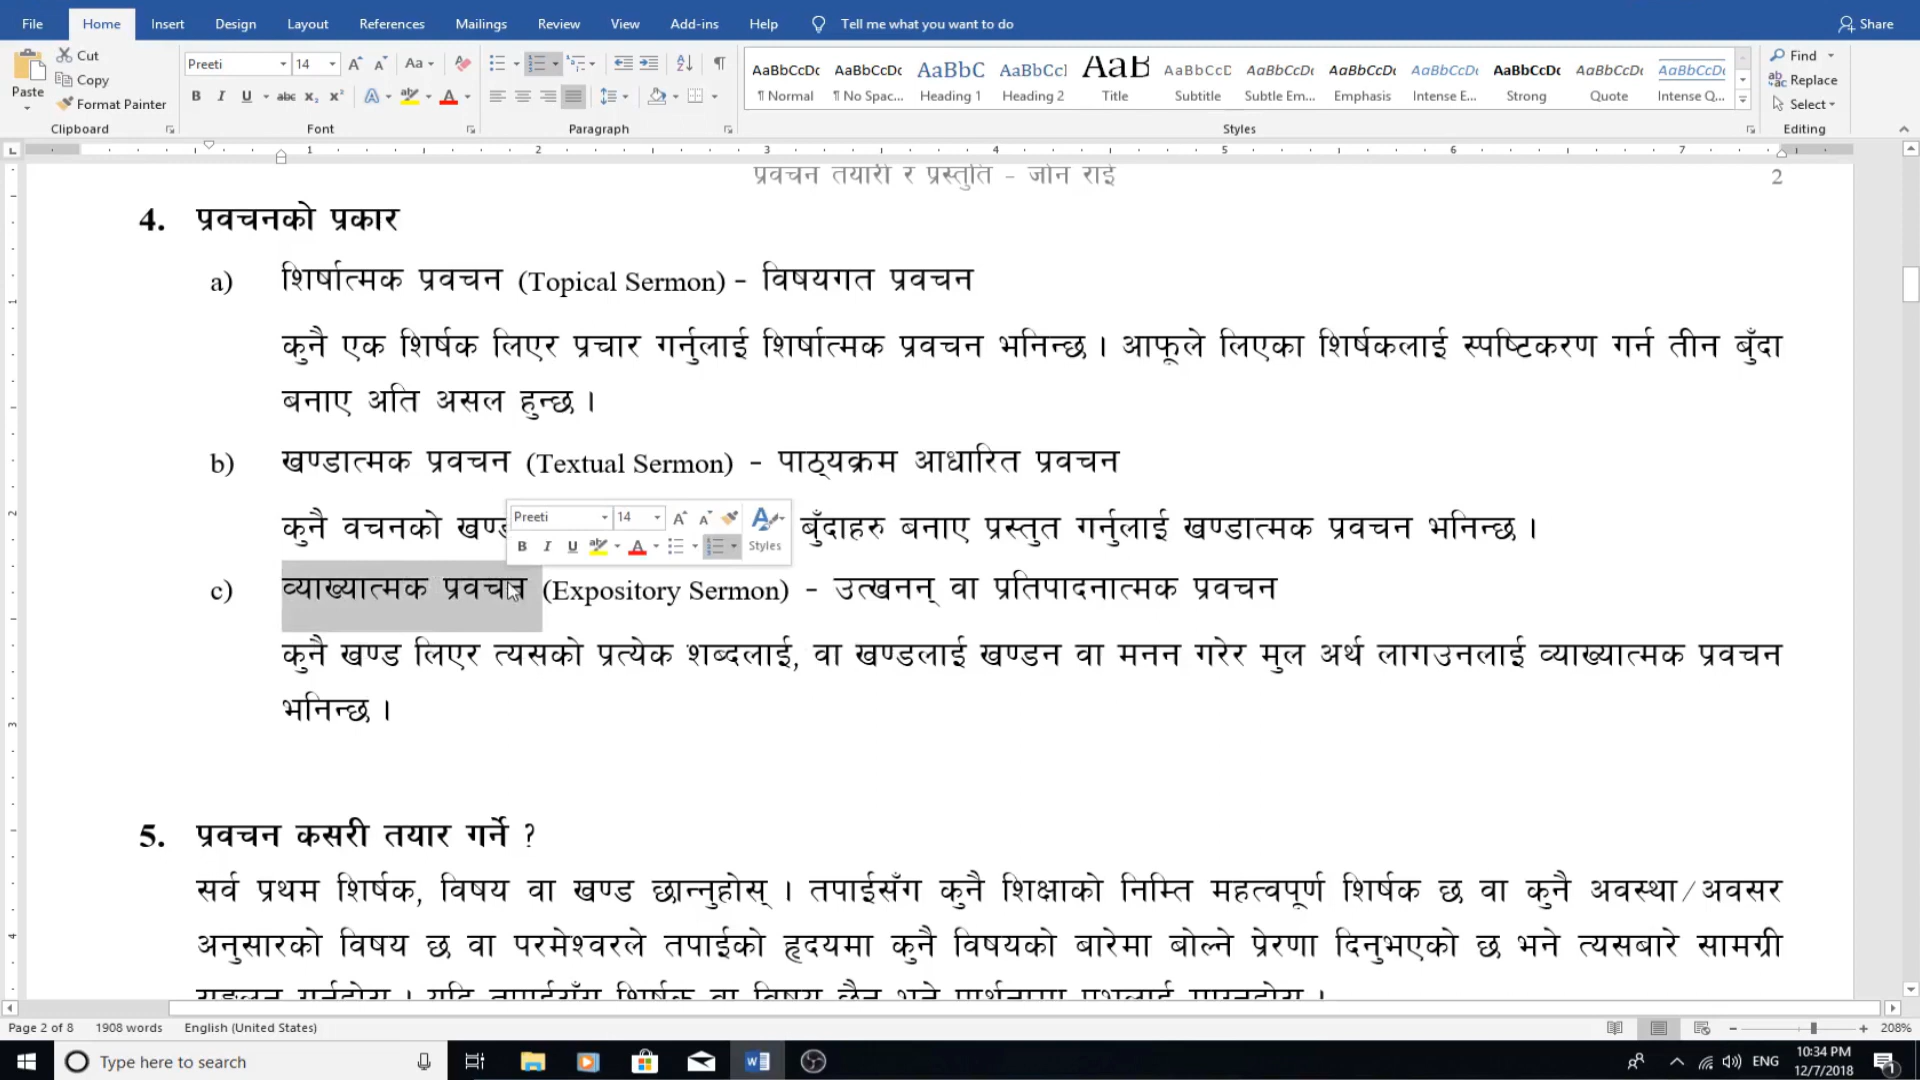 File Home Insert Design Layout References Mailings Review View Add-ins Help Tell me what you want to do Share
Paste Cut Copy Format Painter Clipboard
Preeti 14 Aa Font
Paragraph
AaBbCcDc ¶ Normal
AaBbCcDc ¶ No Spac...
AaBbC Heading 1
AaBbCcI Heading 2
AaB Title
AaBbCcD Subtitle
AaBbCcDc Subtle Em...
AaBbCcDc Emphasis
AaBbCcDc Intense E...
AaBbCcDc Strong
AaBbCcDc Quote
AaBbCcDc Intense Q...
Styles
Find Replace Select Editing
1 2 3 4 5 6 7
प्रवचन तयारी र प्रस्तुति - जोन राई 2
4. प्रवचनको प्रकार
a) शिर्षात्मक प्रवचन (Topical Sermon) - विषयगत प्रवचन
कुनै एक शिर्षक लिएर प्रचार गर्नुलाई शिर्षात्मक प्रवचन भनिन्छ । आफूले लिएका शिर्षकलाई स्पष्टिकरण गर्न तीन बुँदा
बनाए अति असल हुन्छ ।
b) खण्डात्मक प्रवचन (Textual Sermon) - पाठ्यक्रम आधारित प्रवचन
Preeti 14 Styles
कुनै वचनको बुँदाहरु बनाए प्रस्तुत गर्नुलाई खण्डात्मक प्रवचन भनिन्छ ।
c) व्याख्यात्मक प्रवचन (Expository Sermon) - उत्खनन् वा प्रतिपादनात्मक प्रवचन
कुनै खण्ड लिएर त्यसको प्रत्येक शब्दलाई, वा खण्डलाई खण्डन वा मनन गरेर मुल अर्थ लागउनलाई व्याख्यात्मक प्रवचन
भनिन्छ ।
5. प्रवचन कसरी तयार गर्ने ?
सर्व प्रथम शिर्षक, विषय वा खण्ड छान्नुहोस् । तपाईसँग कुनै शिक्षाको निम्ति महत्वपूर्ण शिर्षक छ वा कुनै अवस्था/अवसर
अनुसारको विषय छ वा परमेश्वरले तपाईको हृदयमा कुनै विषयको बारेमा बोल्ने प्रेरणा दिनुभएको छ भने त्यसबारे सामग्री
Page 2 of 8 1908 words English (United States) 208%
Type here to search ENG 10:34 PM
12/7/2018